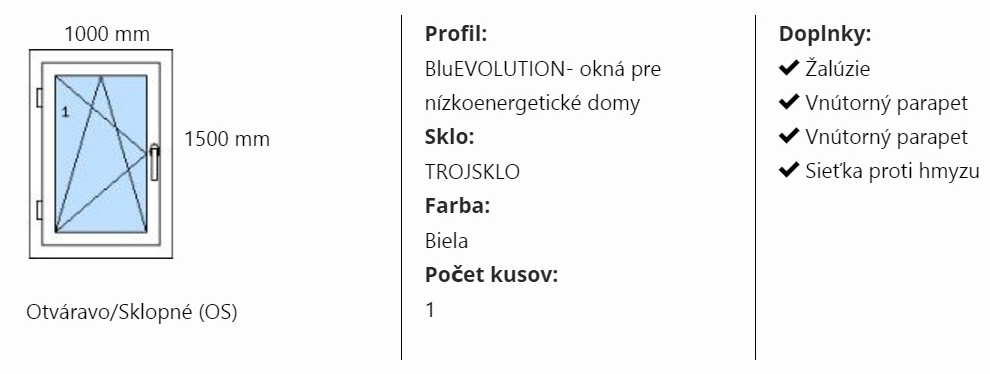 1000 mm
1
1500 mm
Otváravo/Sklopné (OS)
Profil:
BluEVOLUTION- okná pre
nízkoenergetické domy
Sklo:
TROJSKLO
Farba:
Biela
Počet kusov:
1
Doplnky:
✔ Žalúzie
✔ Vnútorný parapet
✔ Vnútorný parapet
✔ Sieťka proti hmyzu